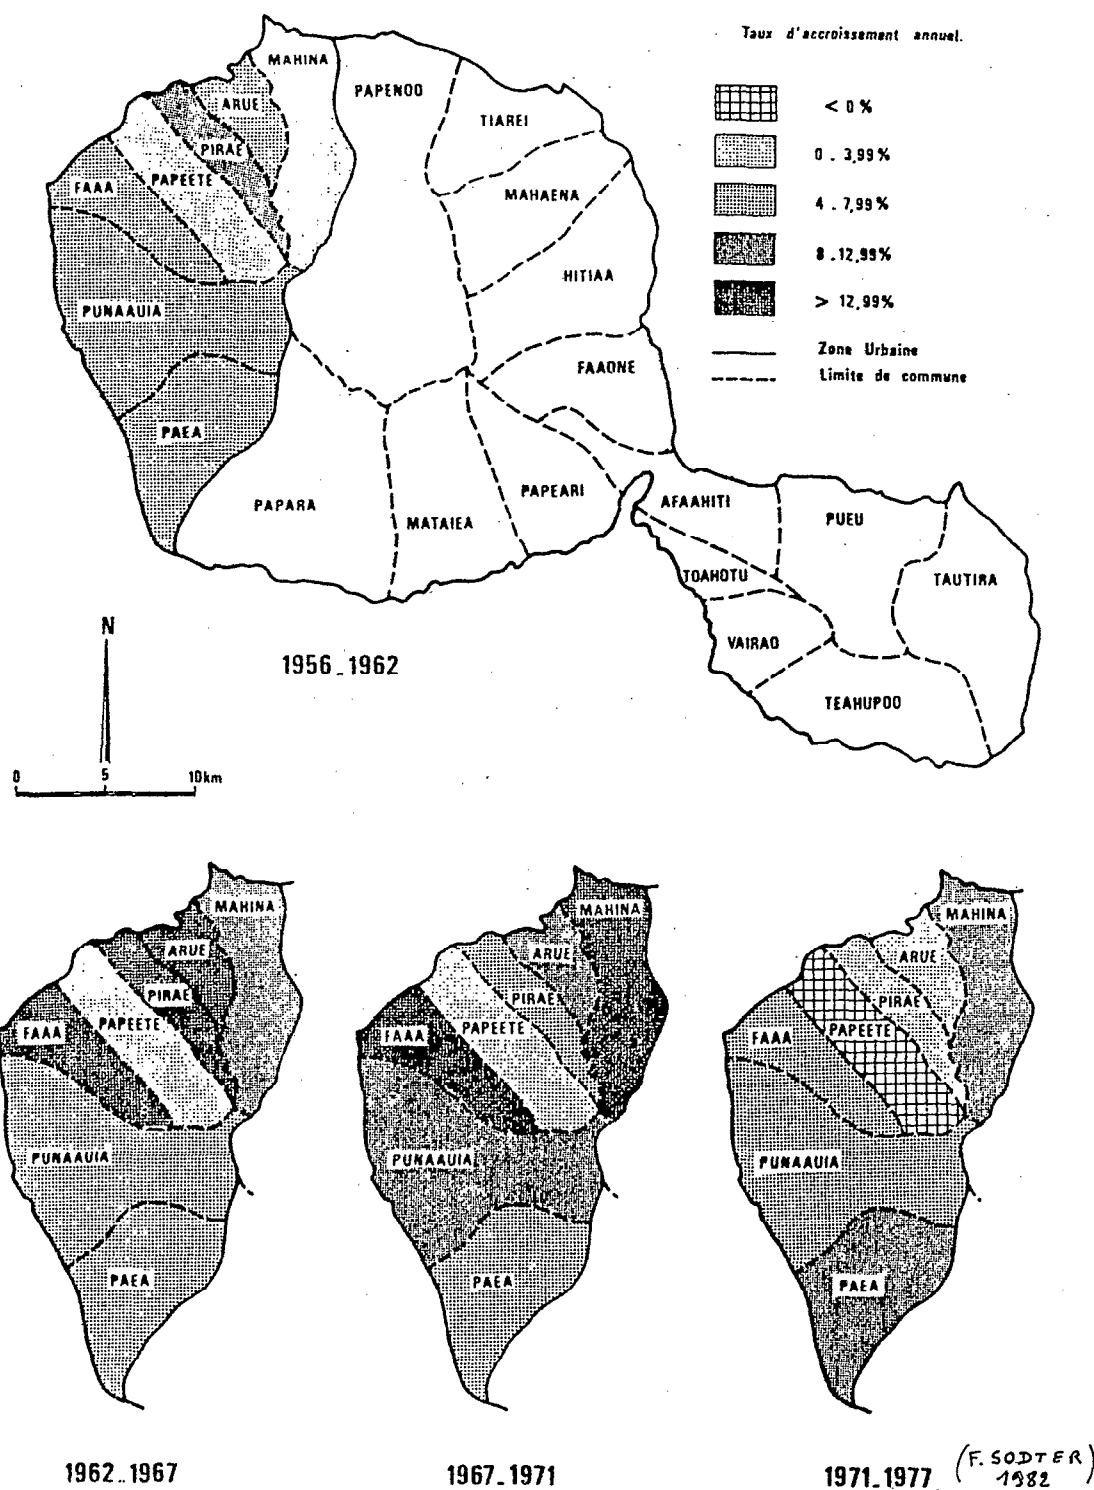 Taux d'accroissement annuel.
< 0 %
0 - 3,99%
4 - 7,99%
8 - 12,99%
> 12,99%
Zone Urbaine
Limite de commune
MAHINA
PAPENOO
ARUE
TIAREI
PIRAE
FAAA
PAPEETE
MAHAENA
HITIAA
PUNAAUIA
FAAONE
PAEA
PAPARA
MATAIEA
PAPEARI
AFAAHITI
PUEU
TOAHOTU
TAUTIRA
VAIRAO
TEAHUPOO
N
1956_1962
0 5 10km
MAHINA
ARUE
PIRAE
PAPEETE
FAAA
PUNAAUIA
PAEA
1962_1967
MAHINA
ARUE
PIRAE
PAPEETE
FAAA
PUNAAUIA
PAEA
1967_1971
MAHINA
ARUE
PIRAE
PAPEETE
FAAA
PUNAAUIA
PAEA
1971_1977
(F. SODTER)
1982